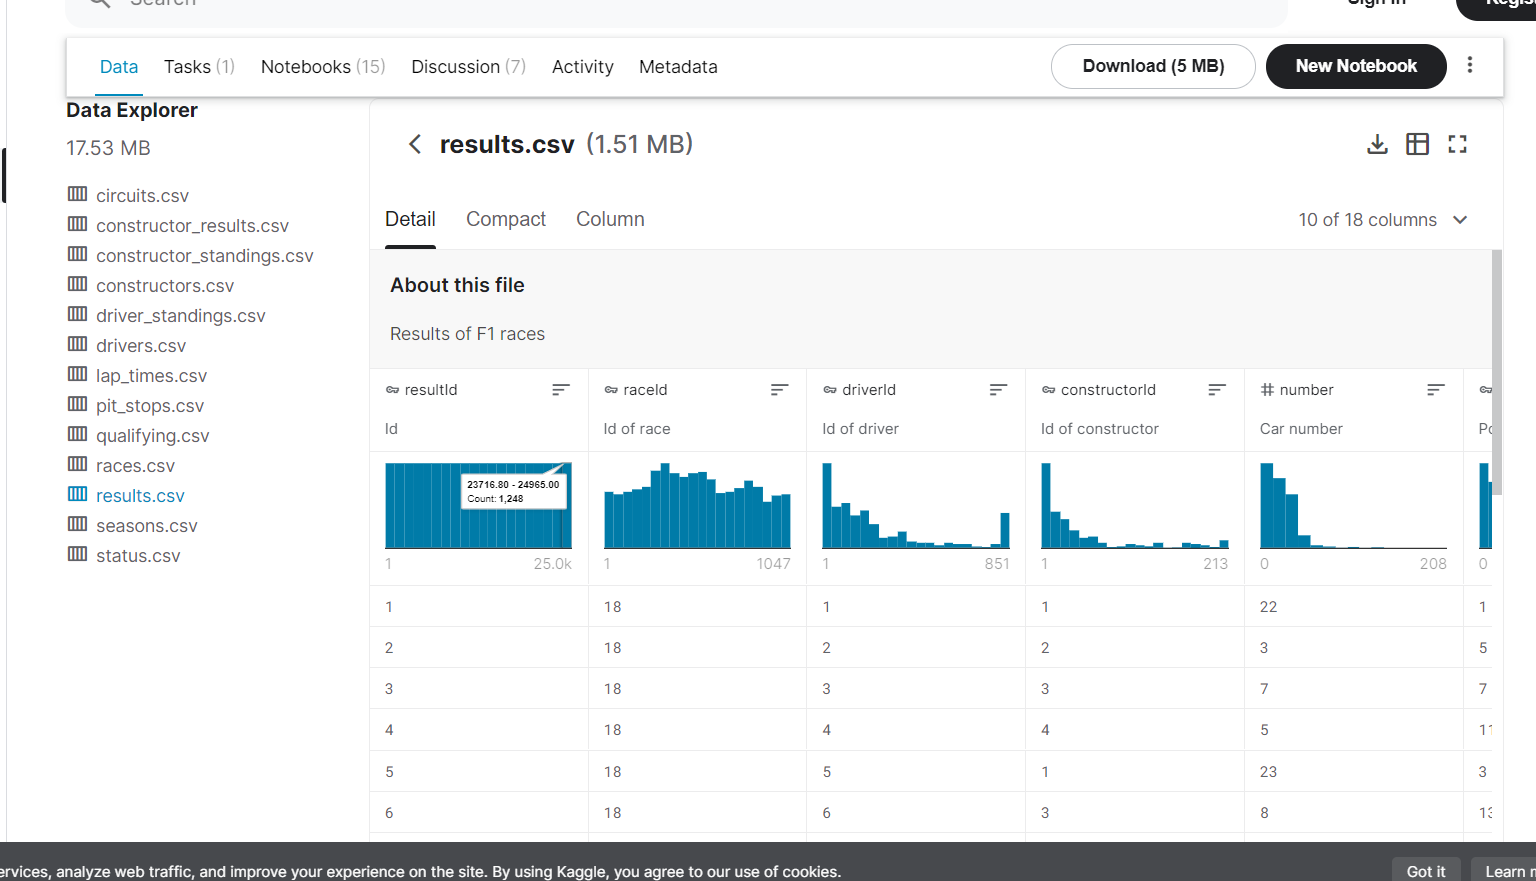 Search
Sign In
Data Tasks (1) Notebooks (15) Discussion (7) Activity Metadata Download (5 MB) New Notebook
Data Explorer
17.53 MB
circuits.csv
constructor_results.csv
constructor_standings.csv
constructors.csv
driver_standings.csv
drivers.csv
lap_times.csv
pit_stops.csv
qualifying.csv
races.csv
results.csv
seasons.csv
status.csv
results.csv (1.51 MB)
Detail Compact Column 10 of 18 columns
About this file
Results of F1 races
resultId raceId driverId constructorId # number
Id Id of race Id of driver Id of constructor Car number
23716.80 - 24965.00
Count: 1,248
1 25.0k 1 1047 1 851 1 213 0 208 0
1 18 1 1 22 1
2 18 2 2 3 5
3 18 3 3 7 7
4 18 4 4 5 11
5 18 5 1 23 3
6 18 6 3 8 13
ervices, analyze web traffic, and improve your experience on the site. By using Kaggle, you agree to our use of cookies. Got it Learn